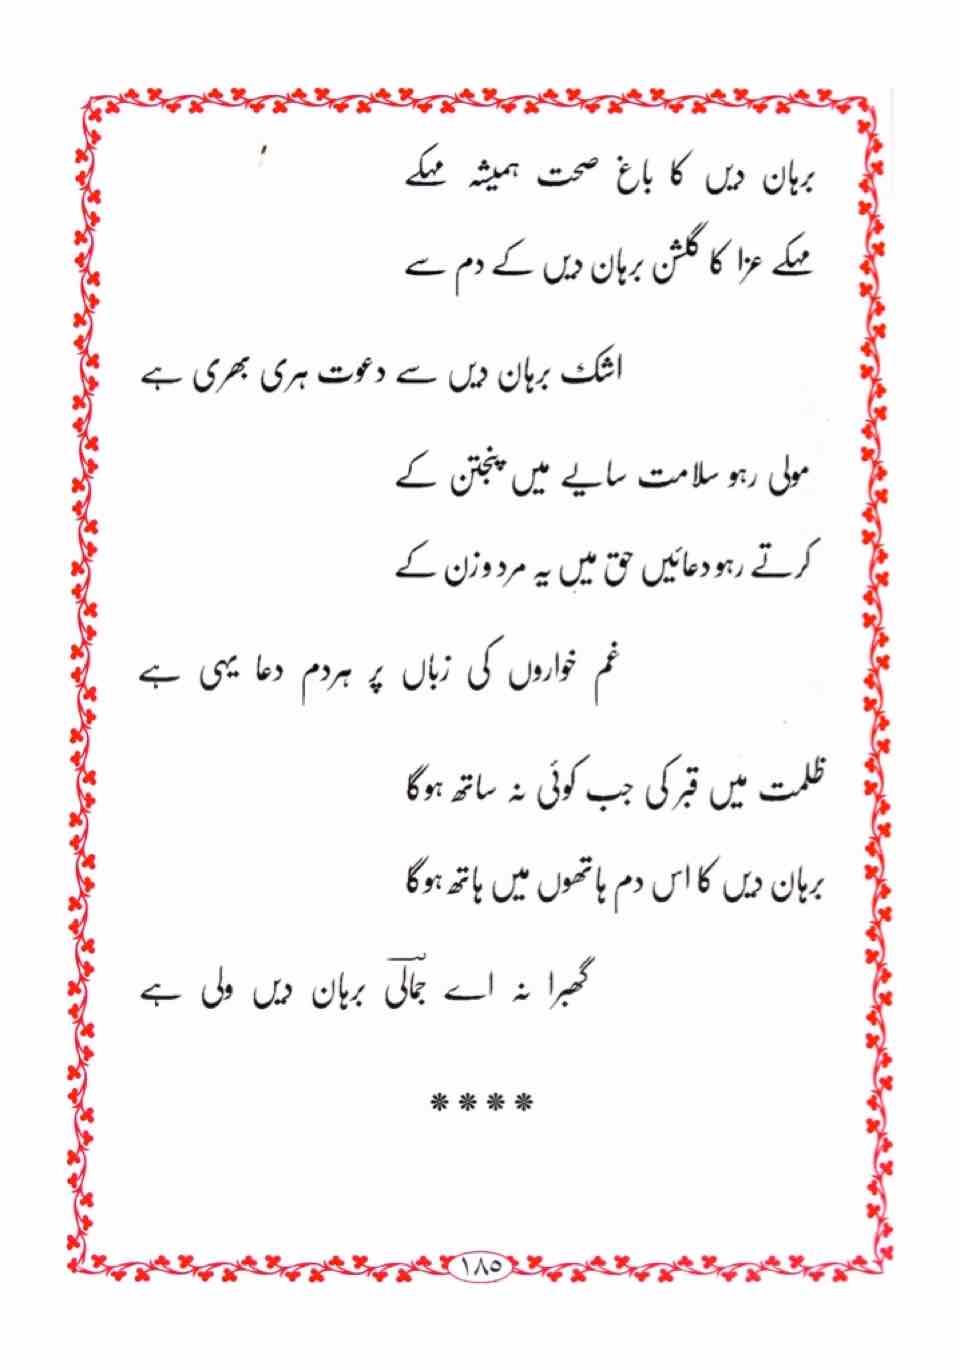 برہان دیں کا باغ صحت ہمیشہ مہکے
مہکے عزا کا گلشن برہان دیں کے دم سے
اشک برہان دیں سے دعوت ہری بھری ہے
مولی رہو سلامت سایے میں پنجتن کے
کرتے رہو دعائیں حق میں یہ مرد و زن کے
غم خواروں کی زباں پر ہردم دعا یہی ہے
ظلمت میں قبر کی جب کوئی نہ ساتھ ہوگا
برہان دیں کا اس دم ہاتھوں میں ہاتھ ہوگا
گھبرا نہ اے جمالی برہان دیں ولی ہے
****
١٨٥